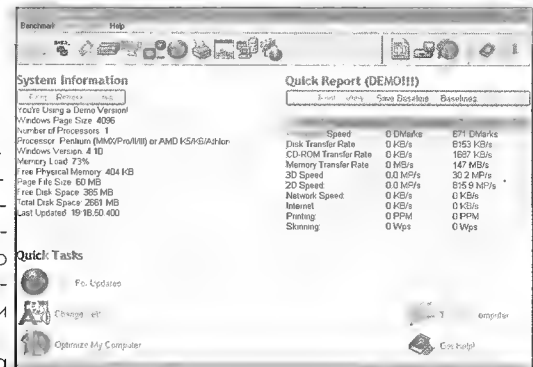 Benchmark Help
System Information
You're Using a Demo Version!
Windows Page Size 4096
Number of Processors 1
Processor Pentium (MMX/Pro/II/III) or AMD K5/K6/Athlon
Windows Version 4.10
Memory Load 73%
Free Physical Memory 404 KB
Page File Size 60 MB
Free Disk Space 385 MB
Total Disk Space 2661 MB
Last Updated 19:18:50.400
Quick Report (DEMO!!!)
Save Baseline Baselines
Speed 0 DMarks 671 DMarks
Disk Transfer Rate 0 KB/s 8153 KB/s
CD-ROM Transfer Rate 0 KB/s 1687 KB/s
Memory Transfer Rate 0 MB/s 147 MB/s
3D Speed 0.0 MP/s 30.2 MP/s
2D Speed 0.0 MP/s 815.9 MP/s
Network Speed: 0 KB/s 0 KB/s
Internet 0 KB/s 0 KB/s
Printing: 0 PPM 0 PPM
Skinning: 0 Wps 0 Wps
Quick Tasks
Updates
Change
Optimize My Computer
Get Help!